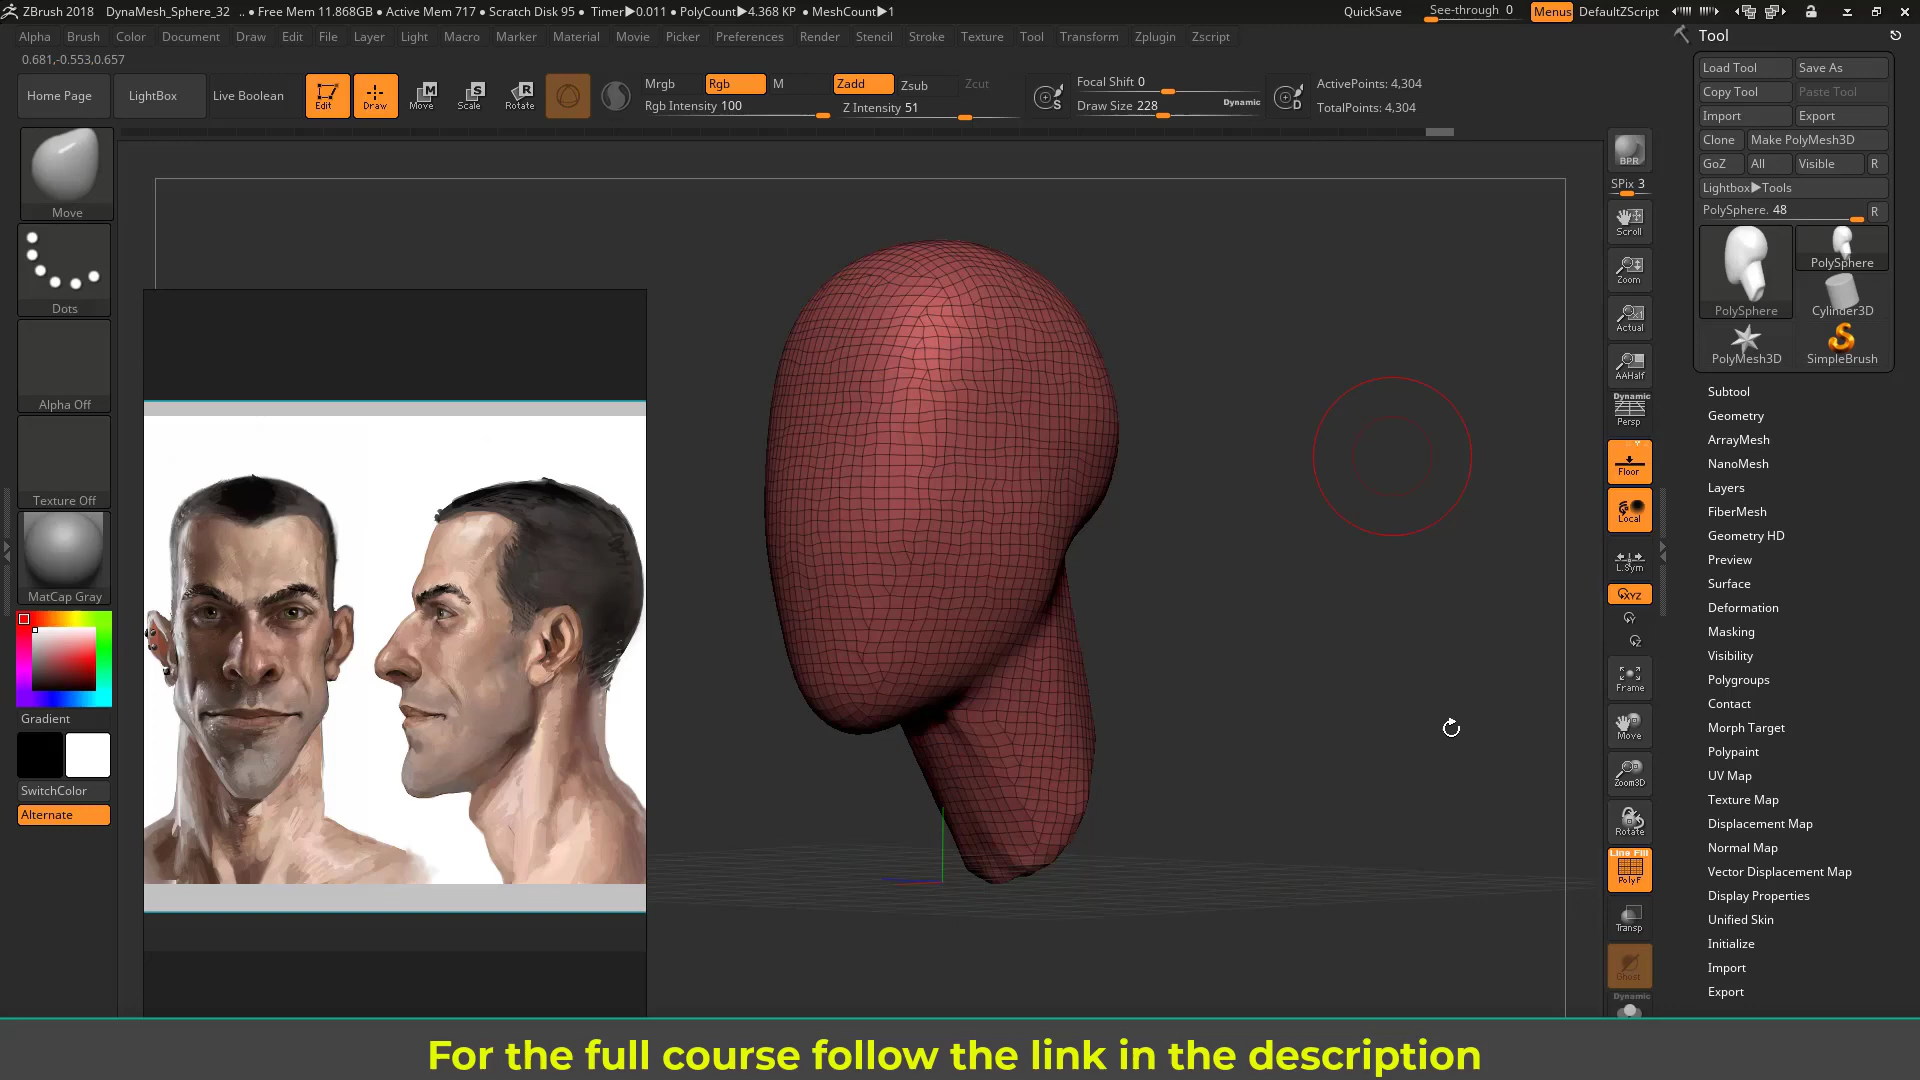 ZBrush 2018 DynaMesh_Sphere_32 .. ● Free Mem 11.868GB ● Active Mem 717 ● Scratch Disk 95 ● Timer▶0.011 ● PolyCount▶4.368 KP ● MeshCount▶1 QuickSave See-through 0 Menus DefaultZScript
Alpha Brush Color Document Draw Edit File Layer Light Macro Marker Material Movie Picker Preferences Render Stencil Stroke Texture Tool Transform Zplugin Zscript
0.681,-0.553,0.657
Home Page LightBox Live Boolean Edit Draw Move Scale Rotate
Mrgb Rgb M Zadd Zsub Zcut
Rgb Intensity 100 Z Intensity 51
S Focal Shift 0
Draw Size 228 Dynamic D
ActivePoints: 4,304
TotalPoints: 4,304
Move
Dots
Alpha Off
Texture Off
MatCap Gray
Gradient
SwitchColor
Alternate
BPR
SPix 3
Scroll
Zoom
Actual
AAHalf
Dynamic
Persp
Floor
Local
L.Sym
XYZ
Frame
Move
Zoom3D
Rotate
Line Fill
PolyF
Transp
Ghost
Dynamic
Tool
Load Tool Save As
Copy Tool Paste Tool
Import Export
Clone Make PolyMesh3D
GoZ All Visible R
Lightbox▶Tools
PolySphere. 48 R
PolySphere
PolySphere Cylinder3D
PolyMesh3D SimpleBrush
Subtool
Geometry
ArrayMesh
NanoMesh
Layers
FiberMesh
Geometry HD
Preview
Surface
Deformation
Masking
Visibility
Polygroups
Contact
Morph Target
Polypaint
UV Map
Texture Map
Displacement Map
Normal Map
Vector Displacement Map
Display Properties
Unified Skin
Initialize
Import
Export
For the full course follow the link in the description